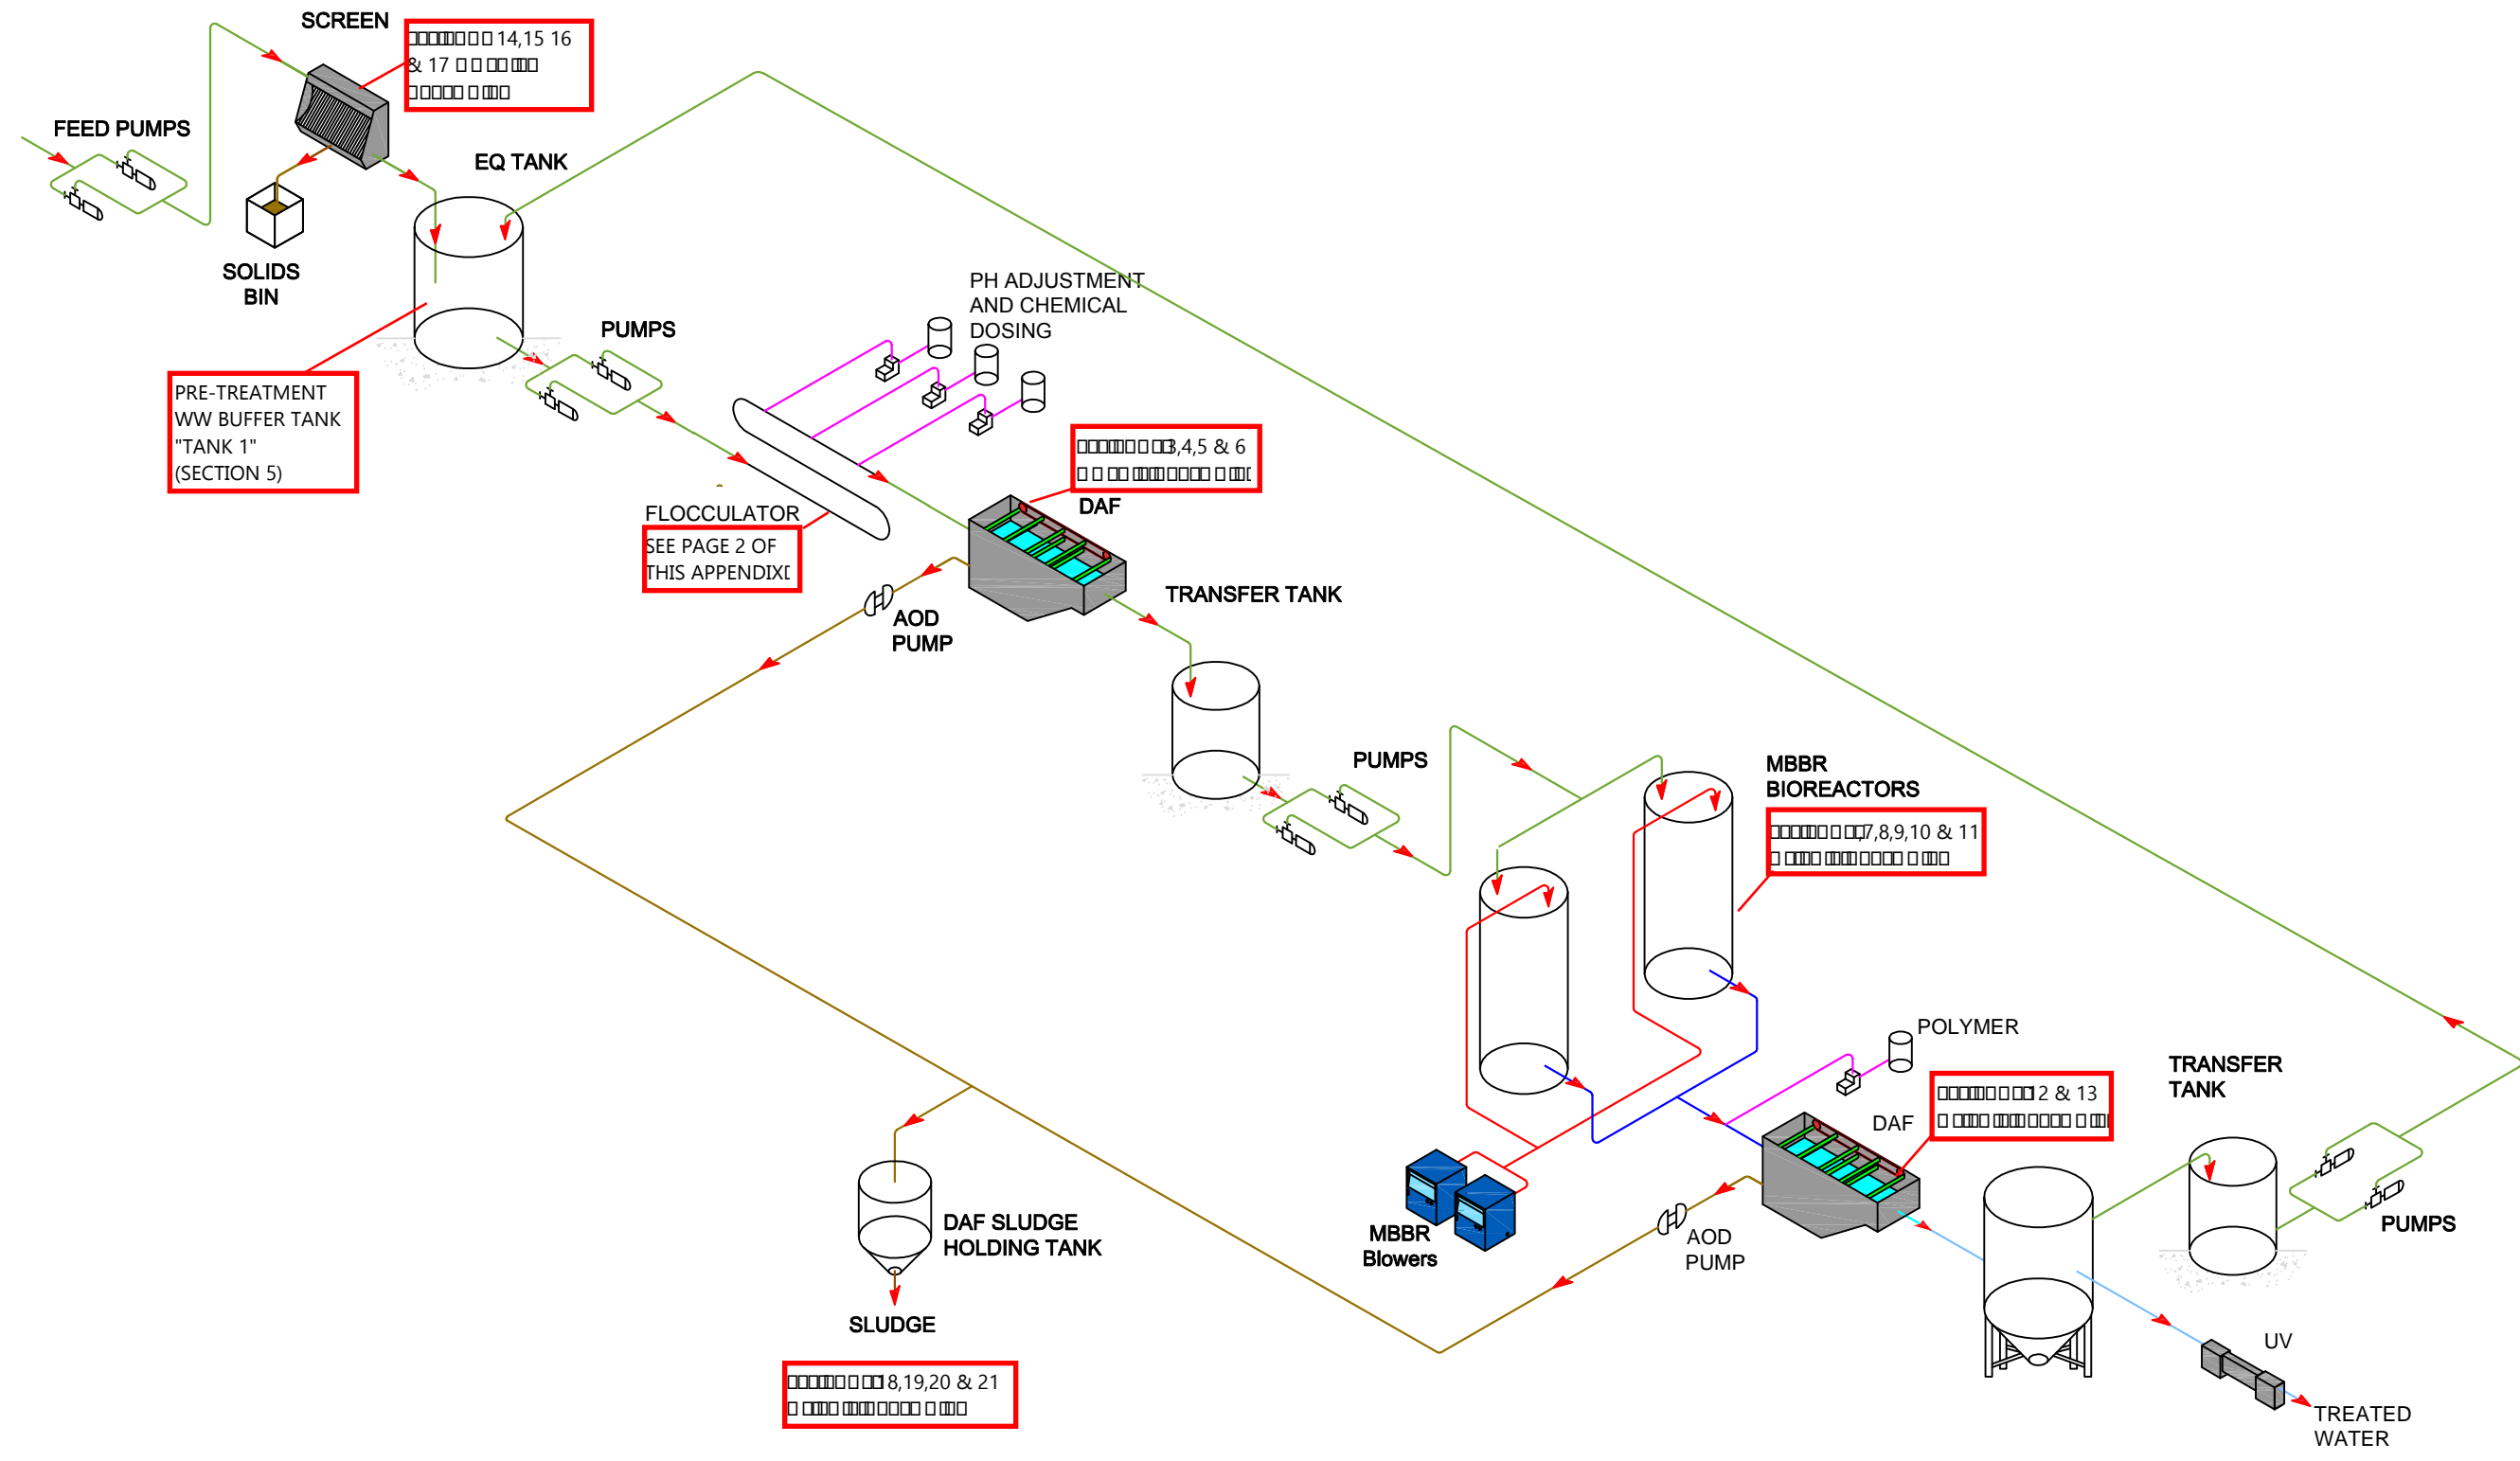 SCREEN
14,15 16
& 17
FEED PUMPS
EQ TANK
SOLIDS
BIN
PH ADJUSTMENT
AND CHEMICAL
DOSING
PUMPS
PRE-TREATMENT
WW BUFFER TANK
"TANK 1"
(SECTION 5)
3,4,5 & 6
DAF
FLOCCULATOR
SEE PAGE 2 OF
THIS APPENDIX
AOD
PUMP
TRANSFER TANK
PUMPS
MBBR
BIOREACTORS
7,8,9,10 & 11
POLYMER
TRANSFER
TANK
12 & 13
DAF
PUMPS
MBBR
Blowers
AOD
PUMP
DAF SLUDGE
HOLDING TANK
SLUDGE
18,19,20 & 21
UV
TREATED
WATER